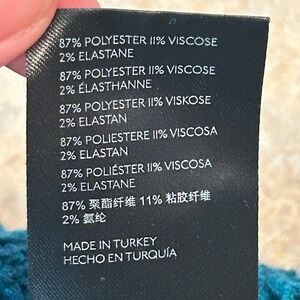 87% POLYESTER 11% VISCOSE
2% ELASTANE
87% POLYESTER 11% VISCOSE
2% ÉLASTHANNE
87% POLYESTER 11% VISKOSE
2% ELASTAN
87% POLIESTERE 11% VISCOSA
2% ELASTAN
87% POLIÉSTER 11% VISCOSA
2% ELASTANE
87% 聚酯纤维 11% 粘胶纤维
2% 氨纶
MADE IN TURKEY
HECHO EN TURQUÍA